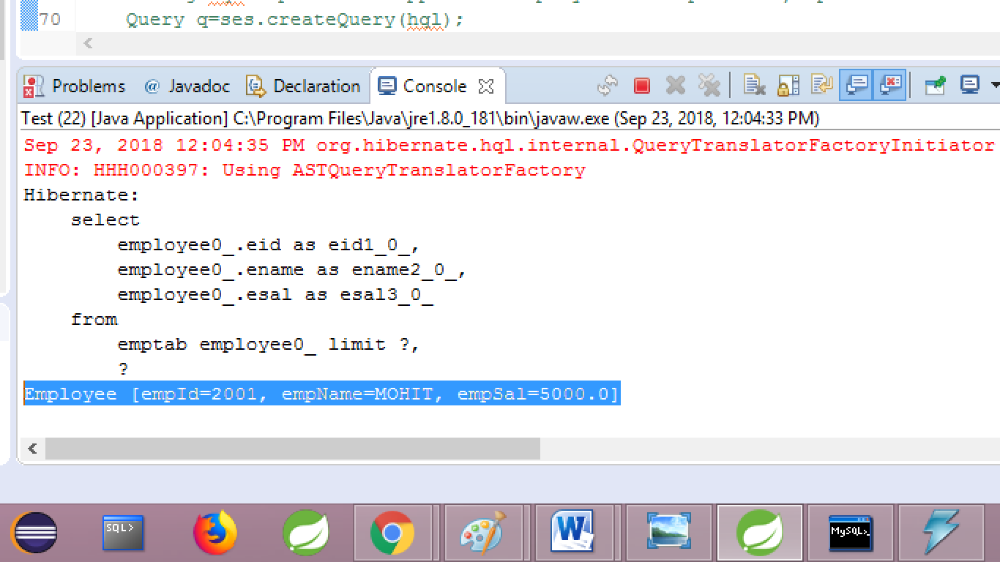 70 Query q=ses.createQuery(hql);
Problems @ Javadoc Declaration Console
Test (22) [Java Application] C:\Program Files\Java\jre1.8.0_181\bin\javaw.exe (Sep 23, 2018, 12:04:33 PM)
Sep 23, 2018 12:04:35 PM org.hibernate.hql.internal.QueryTranslatorFactoryInitiator
INFO: HHH000397: Using ASTQueryTranslatorFactory
Hibernate:
select
employee0_.eid as eid1_0_,
employee0_.ename as ename2_0_,
employee0_.esal as esal3_0_
from
emptab employee0_ limit ?,
?
Employee [empId=2001, empName=MOHIT, empSal=5000.0]
SQL> W MySQL>_